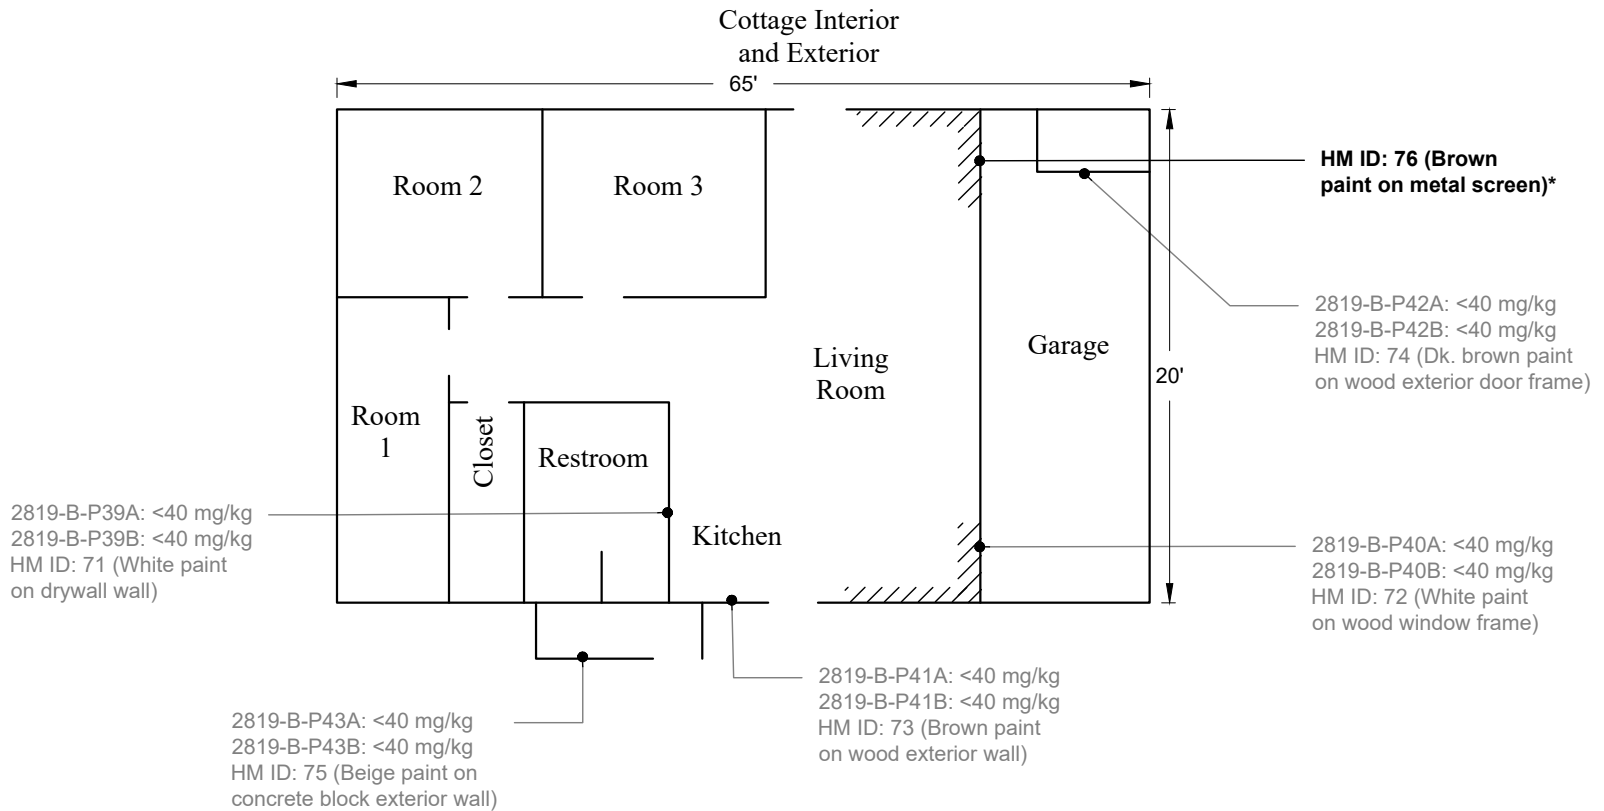 Cottage Interior
and Exterior
65'
Room 2
Room 3
HM ID: 76 (Brown
paint on metal screen)*
2819-B-P42A: <40 mg/kg
2819-B-P42B: <40 mg/kg
HM ID: 74 (Dk. brown paint
on wood exterior door frame)
Living
Room
Garage
20'
Room
1
Closet
Restroom
Kitchen
2819-B-P39A: <40 mg/kg
2819-B-P39B: <40 mg/kg
HM ID: 71 (White paint
on drywall wall)
2819-B-P40A: <40 mg/kg
2819-B-P40B: <40 mg/kg
HM ID: 72 (White paint
on wood window frame)
2819-B-P41A: <40 mg/kg
2819-B-P41B: <40 mg/kg
HM ID: 73 (Brown paint
on wood exterior wall)
2819-B-P43A: <40 mg/kg
2819-B-P43B: <40 mg/kg
HM ID: 75 (Beige paint on
concrete block exterior wall)